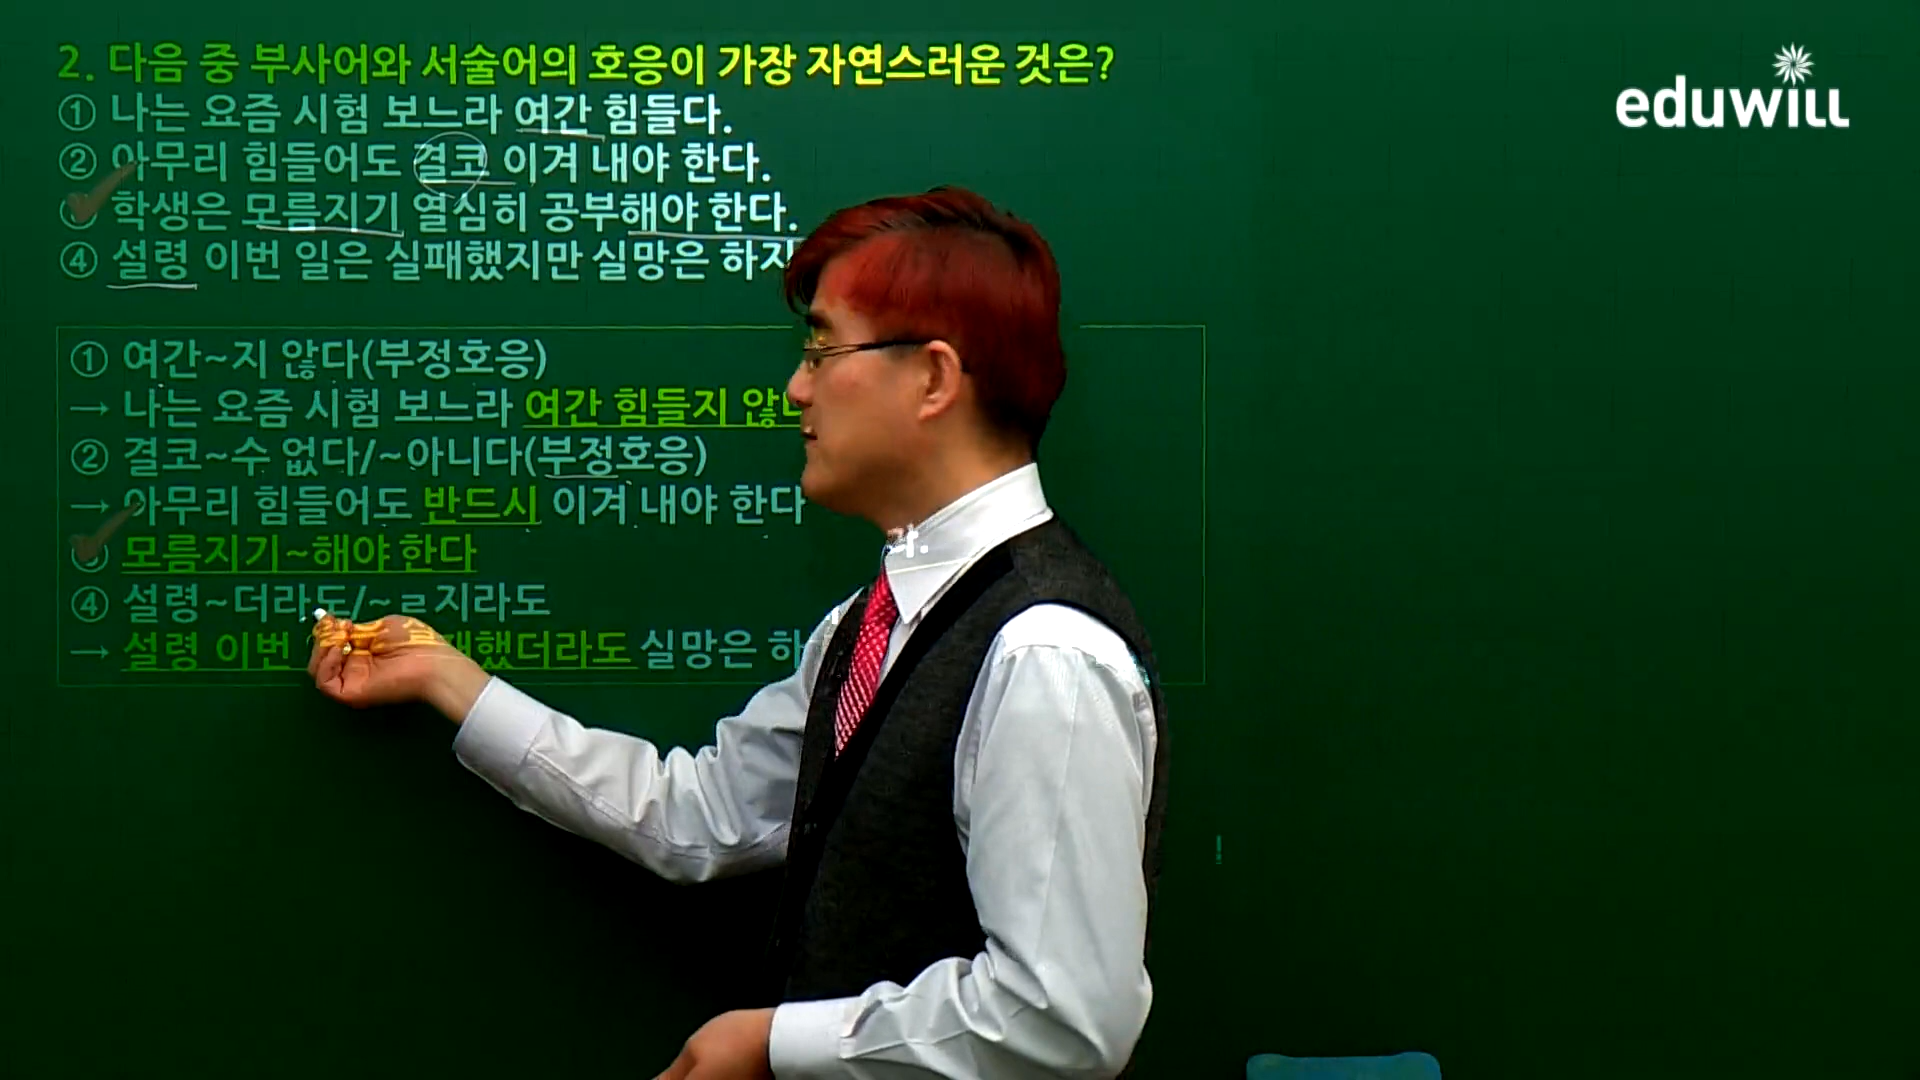 2. 다음 중 부사어와 서술어의 호응이 가장 자연스러운 것은?
eduwill
① 나는 요즘 시험 보느라 여간 힘들다.
② 아무리 힘들어도 결코 이겨 내야 한다.
학생은 모름지기 열심히 공부해야 한다.
④ 설령 이번 일은 실패했지만 실망은 하지
① 여간~지 않다(부정호응)
→ 나는 요즘 시험 보느라 여간 힘들지
② 결코~수 없다/~아니다(부정호응)
→ 아무리 힘들어도 반드시 이겨 내야 한다
모름지기~해야 한다
④ 설령~더라도/~ㄹ지라도
→ 설령 이번 했더라도 실망은 하